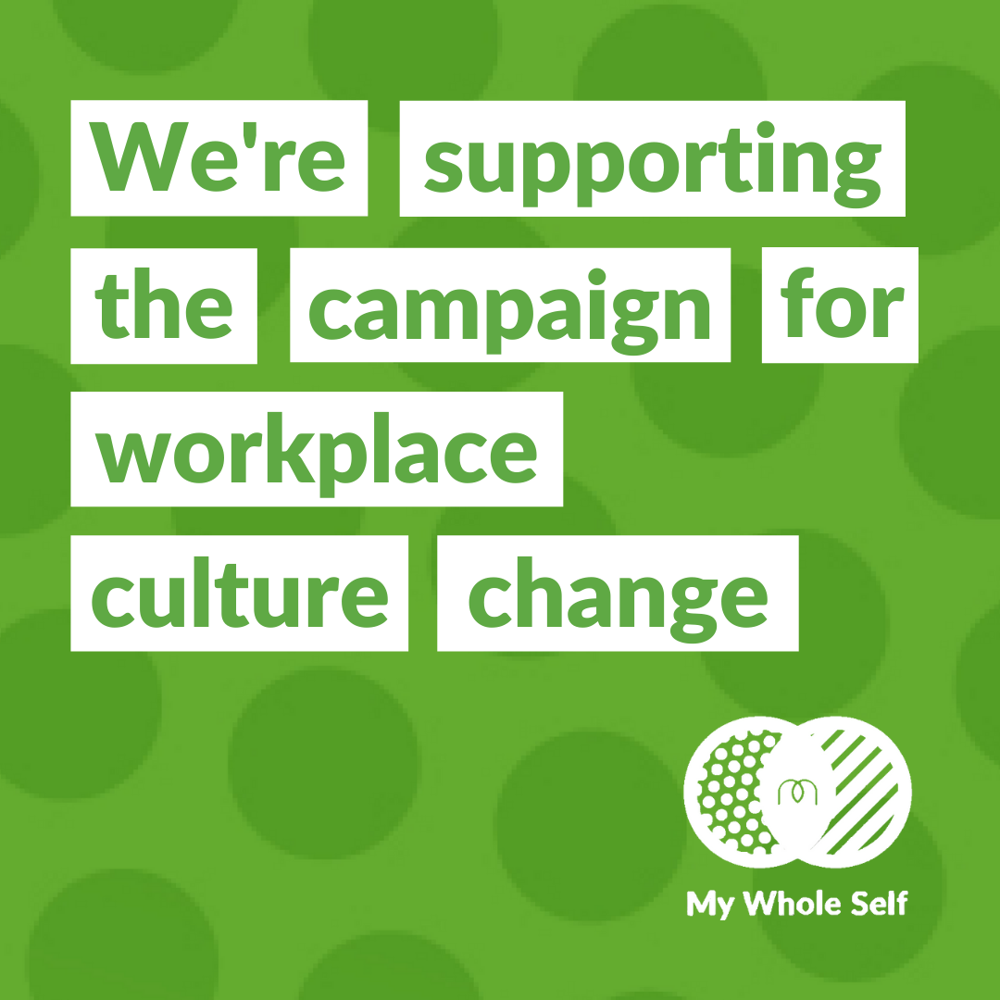 We're supporting
the campaign for
workplace
culture change
My Whole Self